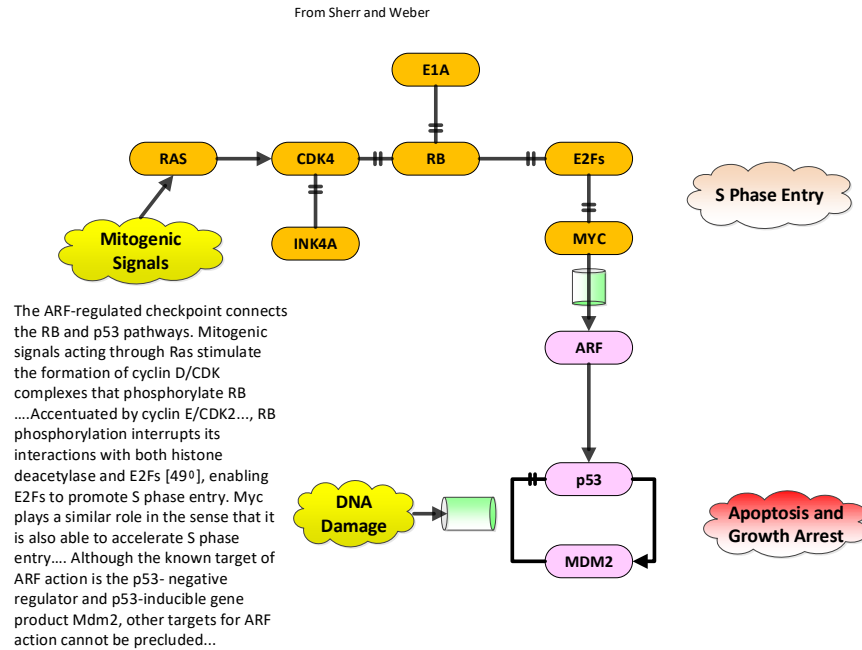 From Sherr and Weber
E1A
RAS
CDK4
RB
E2Fs
S Phase Entry
Mitogenic
Signals
INK4A
MYC
The ARF-regulated checkpoint connects
the RB and p53 pathways. Mitogenic
signals acting through Ras stimulate
the formation of cyclin D/CDK
complexes that phosphorylate RB
....Accentuated by cyclin E/CDK2..., RB
phosphorylation interrupts its
interactions with both histone
deacetylase and E2Fs [49⁰], enabling
E2Fs to promote S phase entry. Myc
plays a similar role in the sense that it
is also able to accelerate S phase
entry.... Although the known target of
ARF action is the p53- negative
regulator and p53-inducible gene
product Mdm2, other targets for ARF
action cannot be precluded...
ARF
p53
DNA
Damage
Apoptosis and
Growth Arrest
MDM2